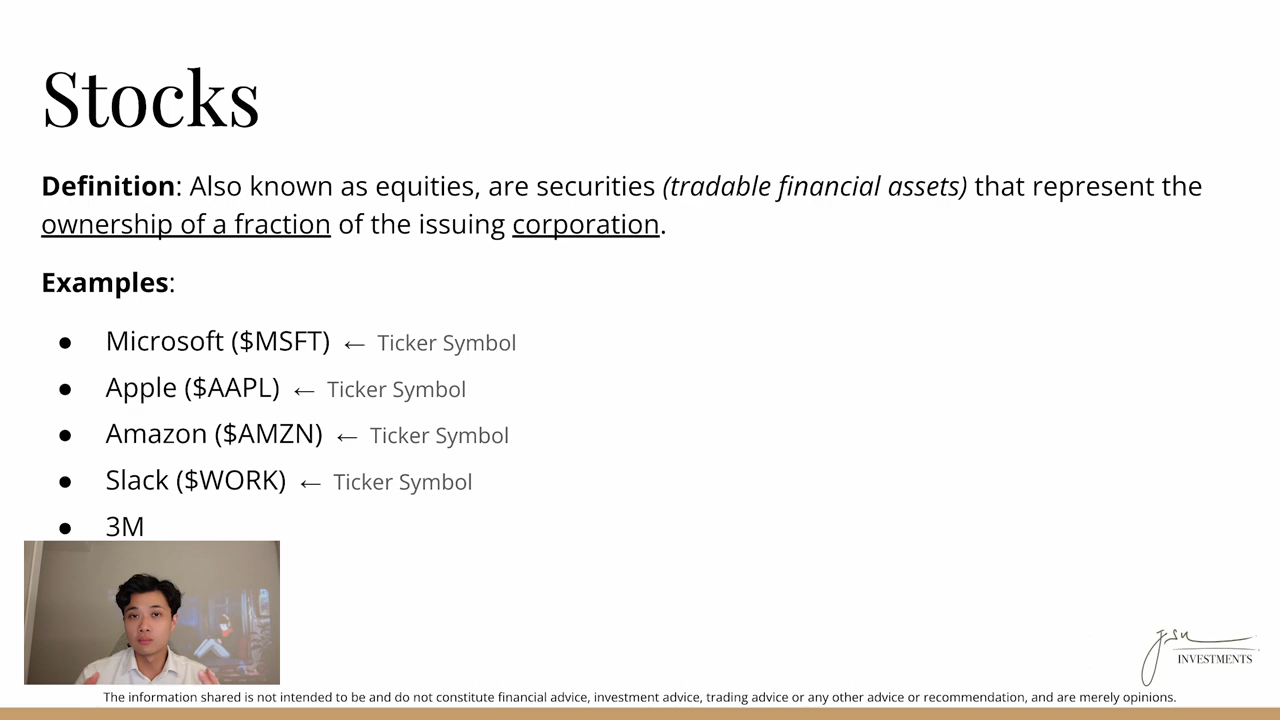 Stocks
Definition: Also known as equities, are securities (tradable financial assets) that represent the
ownership of a fraction of the issuing corporation.
Examples:
● Microsoft ($MSFT) ← Ticker Symbol
● Apple ($AAPL) ← Ticker Symbol
● Amazon ($AMZN) ← Ticker Symbol
● Slack ($WORK) ← Ticker Symbol
● 3M
INVESTMENTS
The information shared is not intended to be and do not constitute financial advice, investment advice, trading advice or any other advice or recommendation, and are merely opinions.